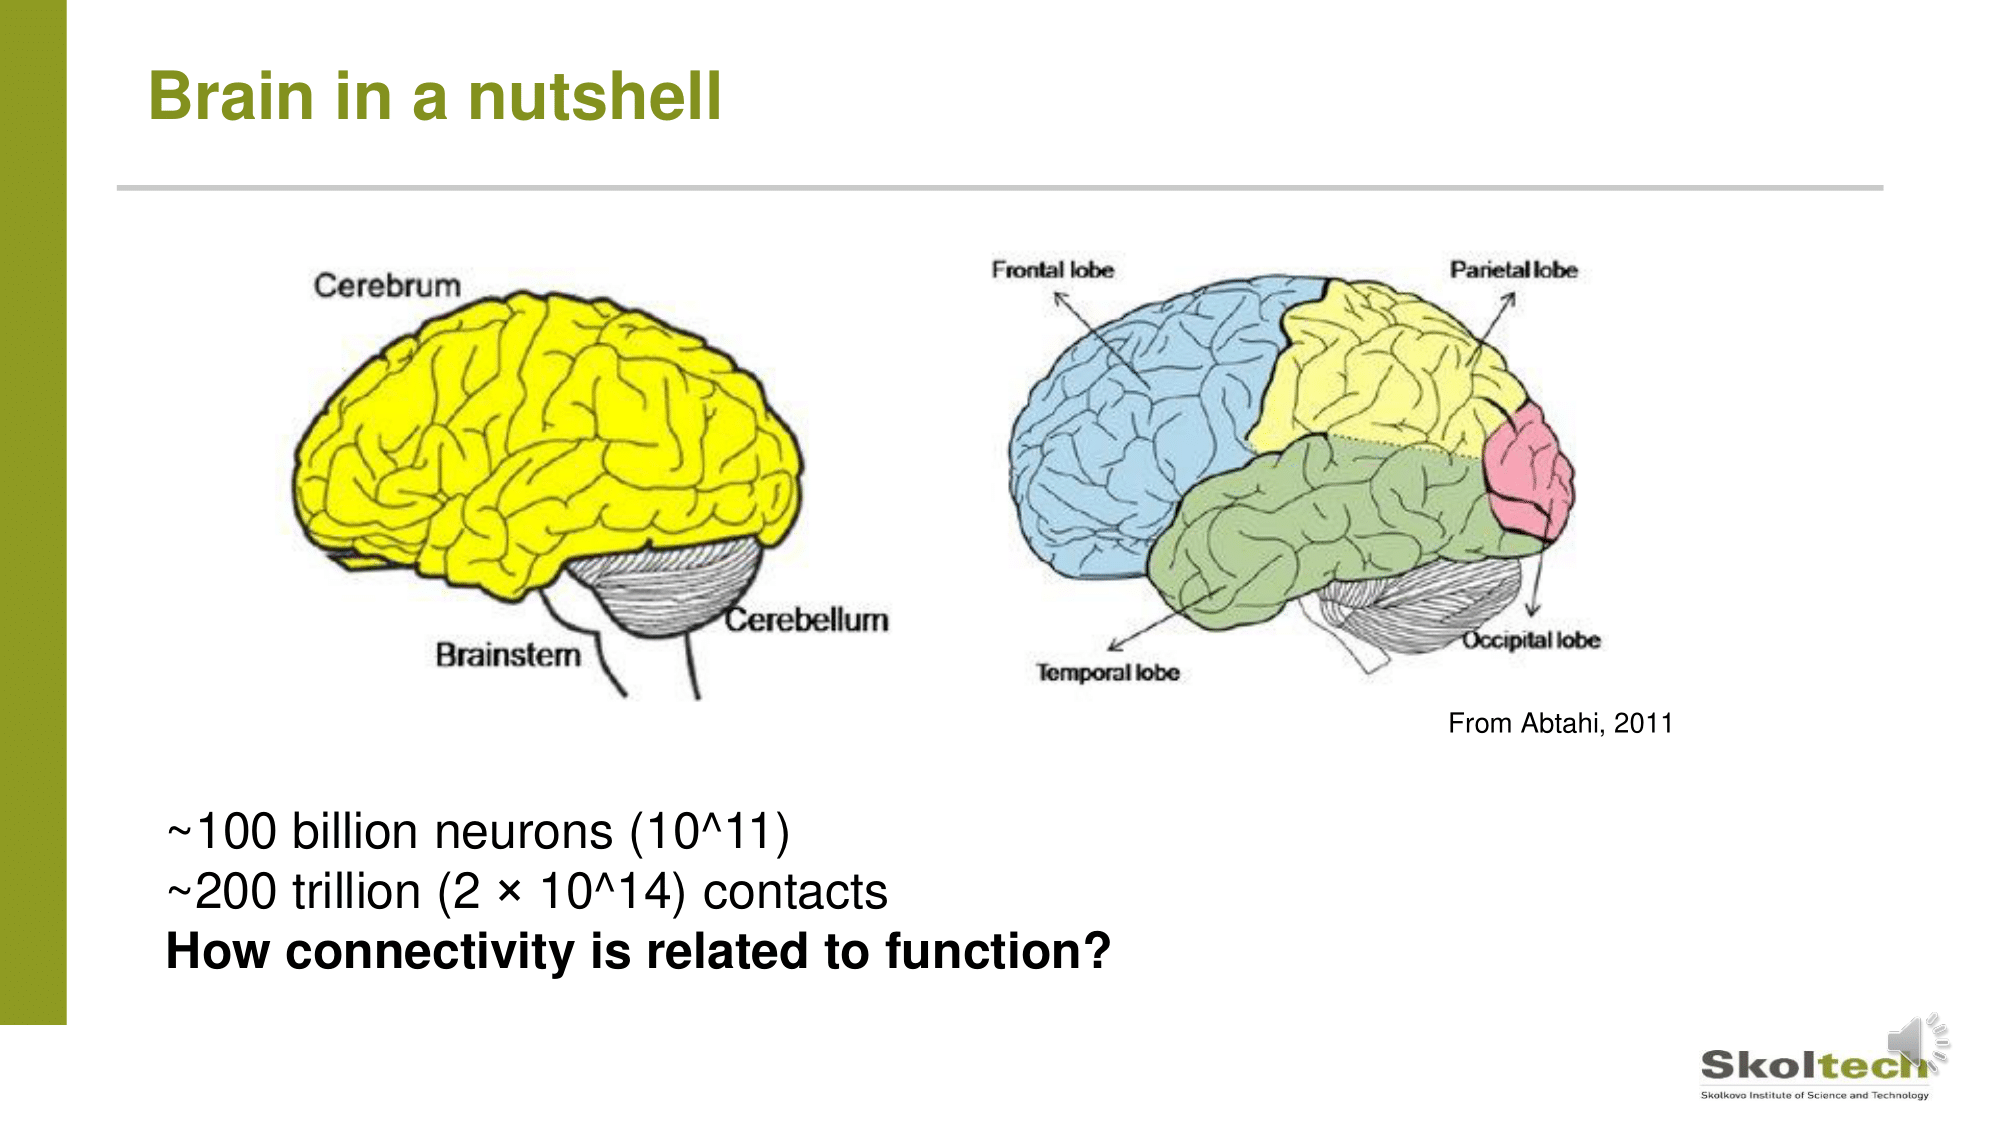 Brain in a nutshell
Cerebrum
Brainstem
Cerebellum
Frontal lobe
Parietal lobe
Temporal lobe
Occipital lobe
From Abtahi, 2011
~100 billion neurons (10^11)
~200 trillion (2 × 10^14) contacts
How connectivity is related to function?
Skoltech
Skolkovo Institute of Science and Technology